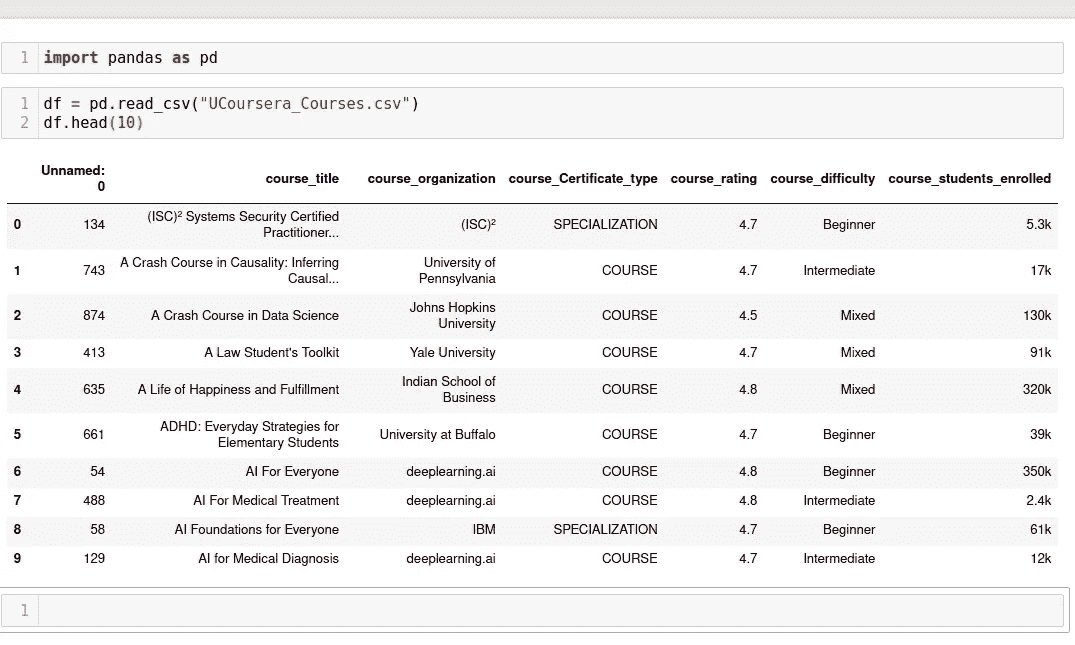 1 import pandas as pd
1 df = pd.read_csv("UCoursera_Courses.csv")
2 df.head(10)
Unnamed: 0 course_title course_organization course_Certificate_type course_rating course_difficulty course_students_enrolled
0 134 (ISC)² Systems Security Certified Practitioner... (ISC)² SPECIALIZATION 4.7 Beginner 5.3k
1 743 A Crash Course in Causality: Inferring Causal... University of Pennsylvania COURSE 4.7 Intermediate 17k
2 874 A Crash Course in Data Science Johns Hopkins University COURSE 4.5 Mixed 130k
3 413 A Law Student's Toolkit Yale University COURSE 4.7 Mixed 91k
4 635 A Life of Happiness and Fulfillment Indian School of Business COURSE 4.8 Mixed 320k
5 661 ADHD: Everyday Strategies for Elementary Students University at Buffalo COURSE 4.7 Beginner 39k
6 54 AI For Everyone deeplearning.ai COURSE 4.8 Beginner 350k
7 488 AI For Medical Treatment deeplearning.ai COURSE 4.8 Intermediate 2.4k
8 58 AI Foundations for Everyone IBM SPECIALIZATION 4.7 Beginner 61k
9 129 AI for Medical Diagnosis deeplearning.ai COURSE 4.7 Intermediate 12k
1